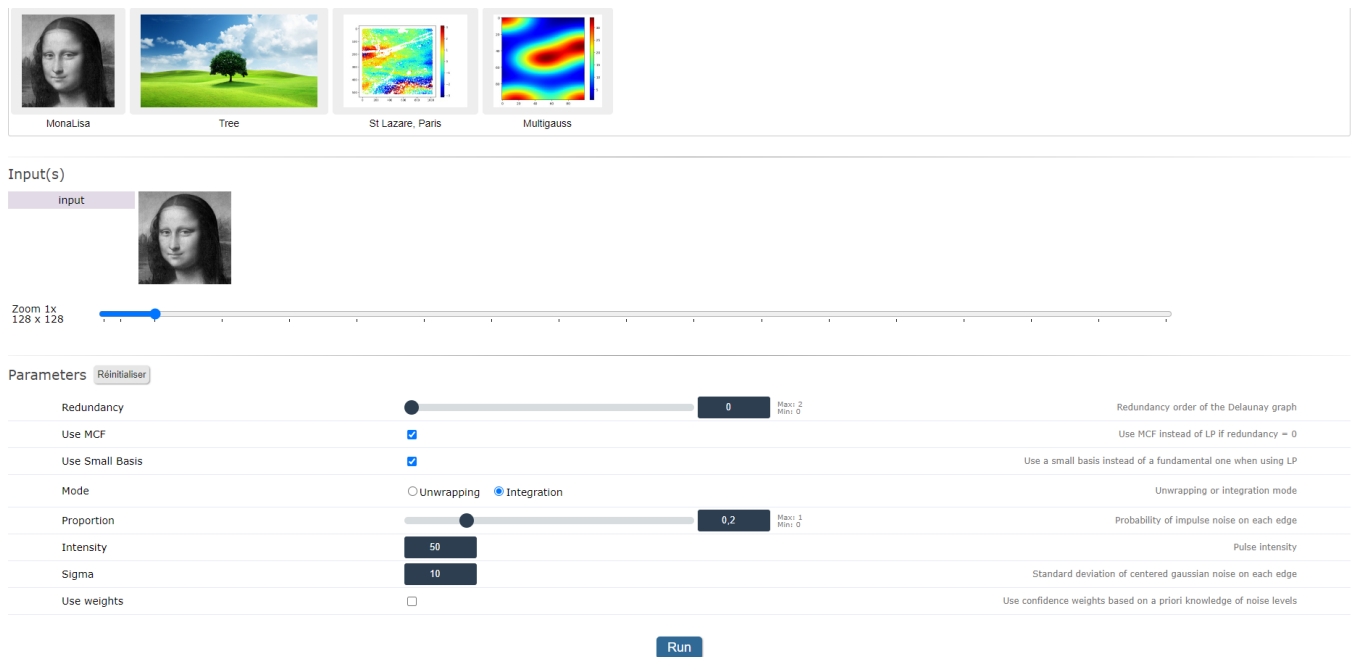 MonaLisa Tree St Lazare, Paris Multigauss
Input(s)
input
Zoom 1x
128 x 128
Parameters Réinitialiser
Redundancy 0 Max: 2 Min: 0 Redundancy order of the Delaunay graph
Use MCF Use MCF instead of LP if redundancy = 0
Use Small Basis Use a small basis instead of a fundamental one when using LP
Mode Unwrapping Integration Unwrapping or integration mode
Proportion 0,2 Max: 1 Min: 0 Probability of impulse noise on each edge
Intensity 50 Pulse intensity
Sigma 10 Standard deviation of centered gaussian noise on each edge
Use weights Use confidence weights based on a priori knowledge of noise levels
Run